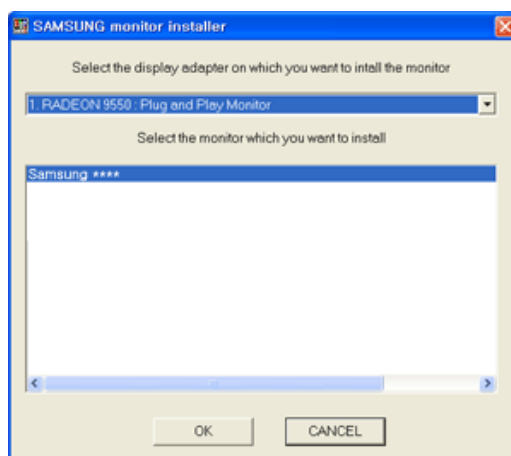 SAMSUNG monitor installer
Select the display adapter on which you want to intall the monitor
1. RADEON 9550 : Plug and Play Monitor
Select the monitor which you want to install
Samsung ****
OK
CANCEL